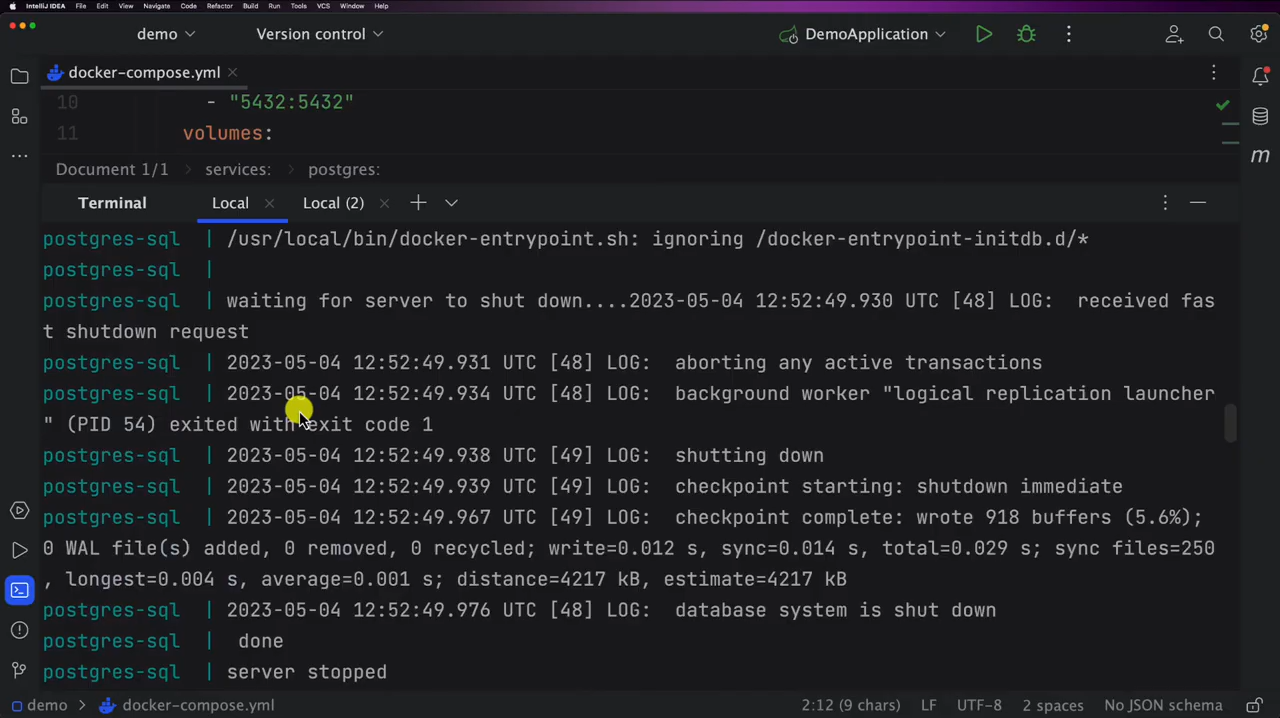 IntelliJ IDEA File Edit View Navigate Code Refactor Build Run Tools VCS Window Help
demo Version control DemoApplication
docker-compose.yml
10 - "5432:5432"
11 volumes:
Document 1/1 services: postgres:
Terminal Local Local (2)
postgres-sql | /usr/local/bin/docker-entrypoint.sh: ignoring /docker-entrypoint-initdb.d/*
postgres-sql |
postgres-sql | waiting for server to shut down....2023-05-04 12:52:49.930 UTC [48] LOG:  received fas
t shutdown request
postgres-sql | 2023-05-04 12:52:49.931 UTC [48] LOG:  aborting any active transactions
postgres-sql | 2023-05-04 12:52:49.934 UTC [48] LOG:  background worker "logical replication launcher
" (PID 54) exited with exit code 1
postgres-sql | 2023-05-04 12:52:49.938 UTC [49] LOG:  shutting down
postgres-sql | 2023-05-04 12:52:49.939 UTC [49] LOG:  checkpoint starting: shutdown immediate
postgres-sql | 2023-05-04 12:52:49.967 UTC [49] LOG:  checkpoint complete: wrote 918 buffers (5.6%);
0 WAL file(s) added, 0 removed, 0 recycled; write=0.012 s, sync=0.014 s, total=0.029 s; sync files=250
, longest=0.004 s, average=0.001 s; distance=4217 kB, estimate=4217 kB
postgres-sql | 2023-05-04 12:52:49.976 UTC [48] LOG:  database system is shut down
postgres-sql |  done
postgres-sql | server stopped
demo docker-compose.yml 2:12 (9 chars) LF UTF-8 2 spaces No JSON schema